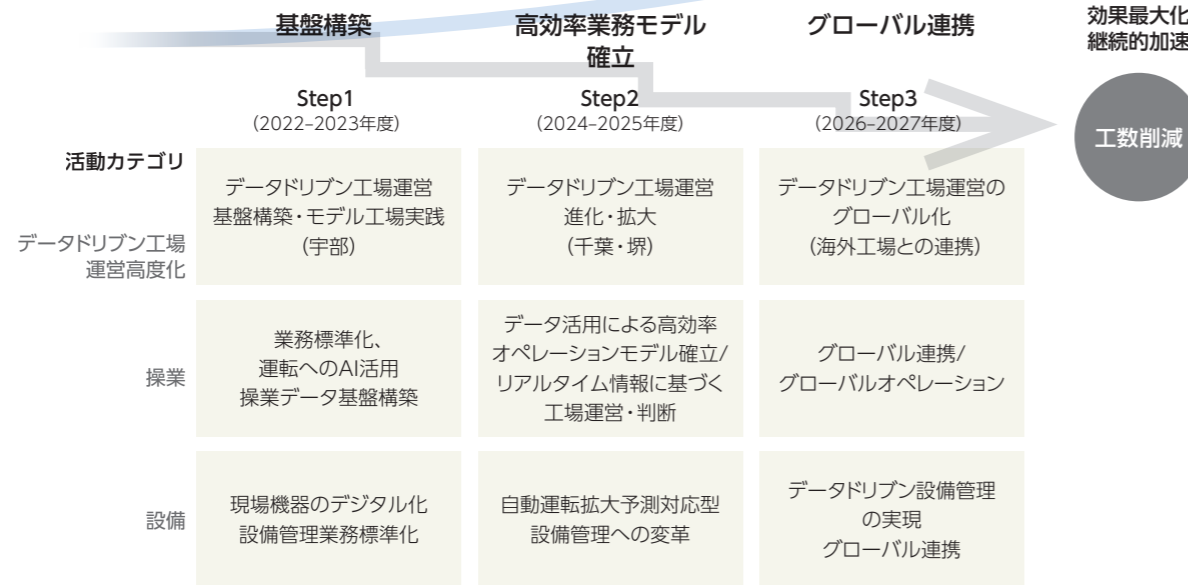 基盤構築
高効率業務モデル
確立
グローバル連携
効果最大化
継続的加速
Step1
(2022–2023年度)
Step2
(2024–2025年度)
Step3
(2026–2027年度)
工数削減
活動カテゴリ
データドリブン工場
運営高度化
データドリブン工場運営
基盤構築・モデル工場実践
(宇部)
データドリブン工場運営
進化・拡大
(千葉・堺)
データドリブン工場運営の
グローバル化
(海外工場との連携)
操業
業務標準化、
運転へのAI活用
操業データ基盤構築
データ活用による高効率
オペレーションモデル確立/
リアルタイム情報に基づく
工場運営・判断
グローバル連携/
グローバルオペレーション
設備
現場機器のデジタル化
設備管理業務標準化
自動運転拡大予測対応型
設備管理への変革
データドリブン設備管理
の実現
グローバル連携